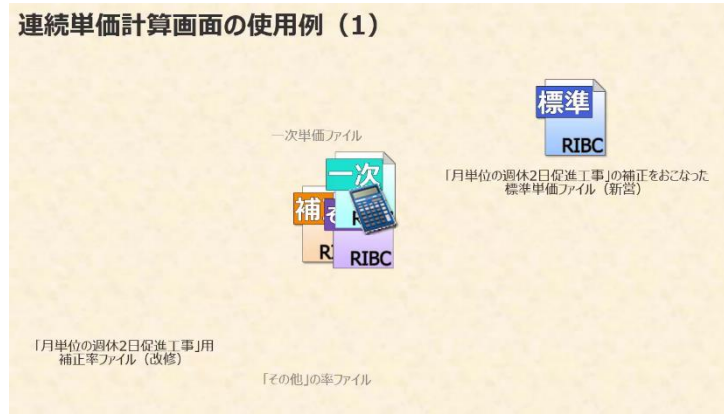 連続単価計算画面の使用例（1）
標準
RIBC
一次単価ファイル
「月単位の週休2日促進工事」の補正をおこなった
標準単価ファイル（新営）
一次
補
そ
R
RI
RIBC
「月単位の週休2日促進工事」用
補正率ファイル（改修）
「その他」の率ファイル